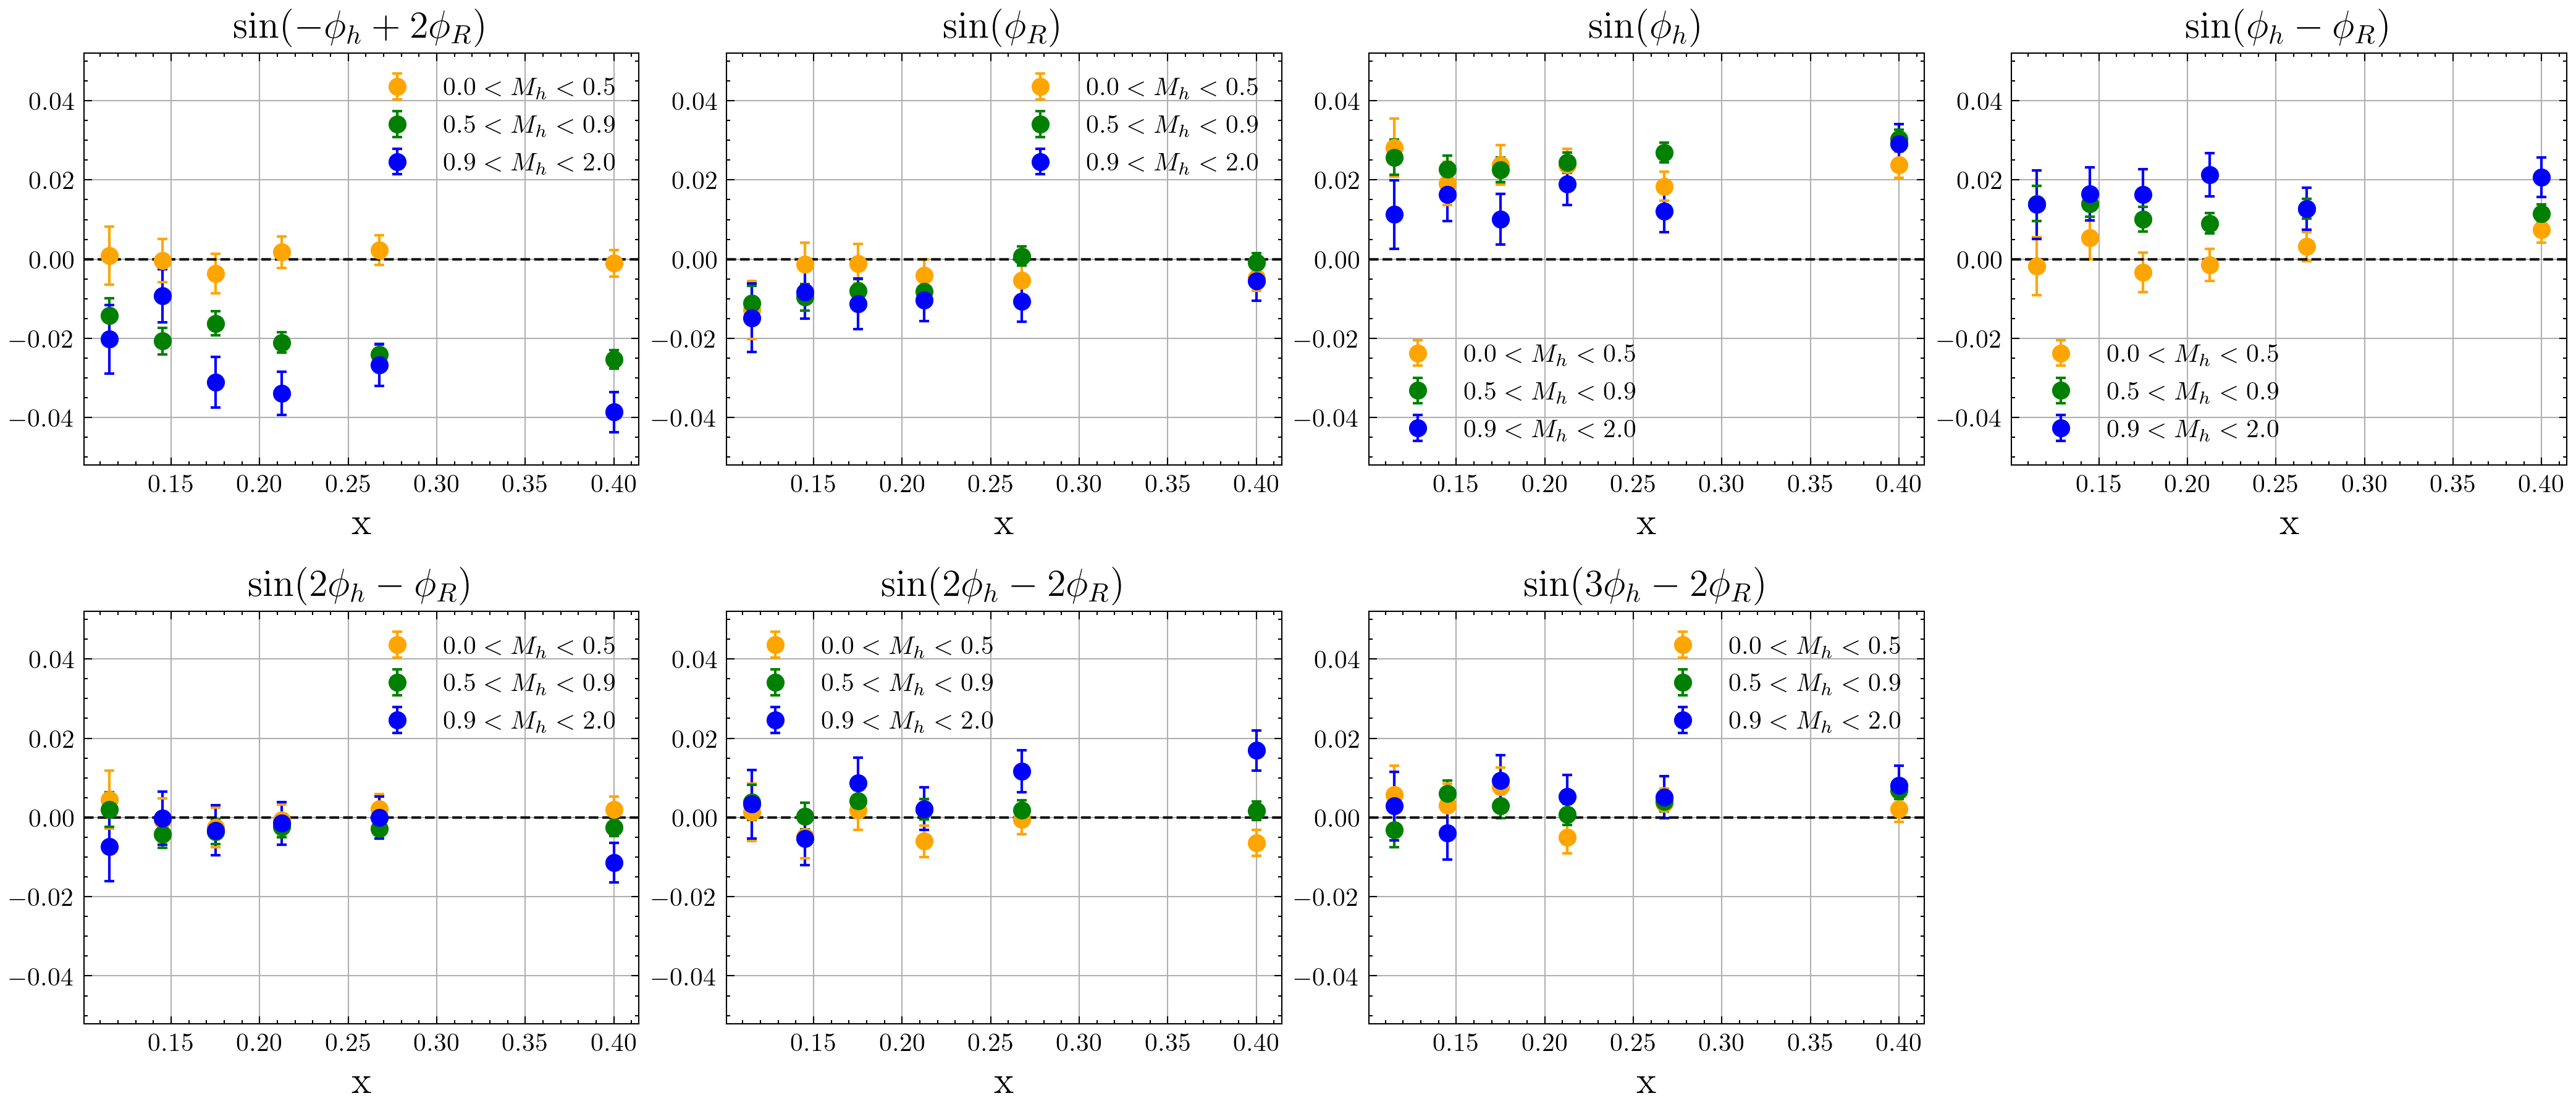 sin(−ϕ_h + 2ϕ_R)
0.04
0.02
0.00
−0.02
−0.04
0.0 < M_h < 0.5
0.5 < M_h < 0.9
0.9 < M_h < 2.0
0.15 0.20 0.25 0.30 0.35 0.40
x
sin(ϕ_R)
0.04
0.02
0.00
−0.02
−0.04
0.0 < M_h < 0.5
0.5 < M_h < 0.9
0.9 < M_h < 2.0
0.15 0.20 0.25 0.30 0.35 0.40
x
sin(ϕ_h)
0.04
0.02
0.00
−0.02
−0.04
0.0 < M_h < 0.5
0.5 < M_h < 0.9
0.9 < M_h < 2.0
0.15 0.20 0.25 0.30 0.35 0.40
x
sin(ϕ_h − ϕ_R)
0.04
0.02
0.00
−0.02
−0.04
0.0 < M_h < 0.5
0.5 < M_h < 0.9
0.9 < M_h < 2.0
0.15 0.20 0.25 0.30 0.35 0.40
x
sin(2ϕ_h − ϕ_R)
0.04
0.02
0.00
−0.02
−0.04
0.0 < M_h < 0.5
0.5 < M_h < 0.9
0.9 < M_h < 2.0
0.15 0.20 0.25 0.30 0.35 0.40
x
sin(2ϕ_h − 2ϕ_R)
0.04
0.02
0.00
−0.02
−0.04
0.0 < M_h < 0.5
0.5 < M_h < 0.9
0.9 < M_h < 2.0
0.15 0.20 0.25 0.30 0.35 0.40
x
sin(3ϕ_h − 2ϕ_R)
0.04
0.02
0.00
−0.02
−0.04
0.0 < M_h < 0.5
0.5 < M_h < 0.9
0.9 < M_h < 2.0
0.15 0.20 0.25 0.30 0.35 0.40
x